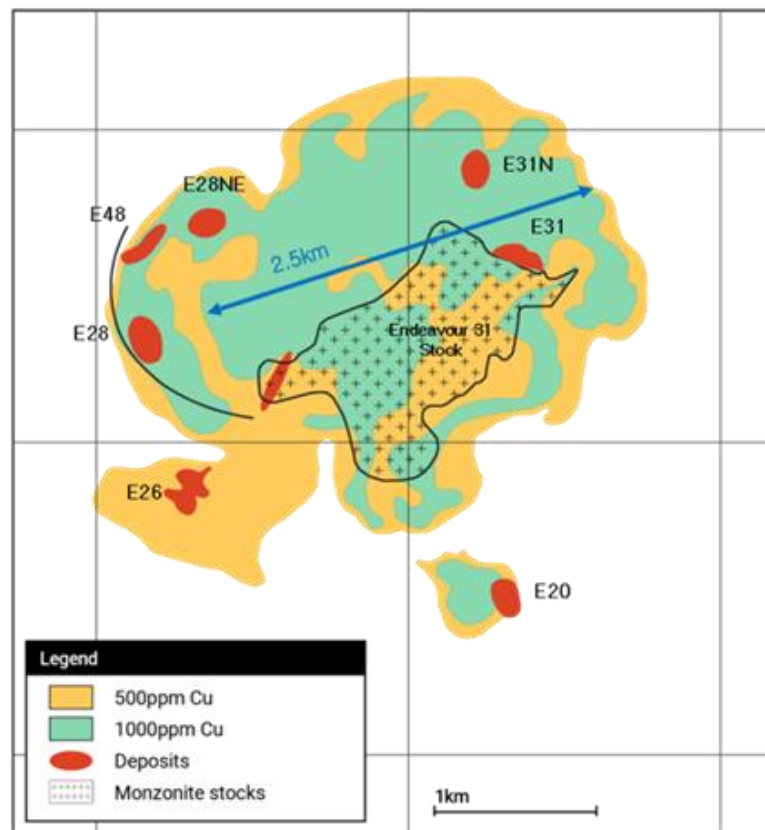 E31N
E28NE
E48
E31
2.5km
E28
Endeavour 31
Stock
E26
E20
Legend
500ppm Cu
1000ppm Cu
Deposits
Monzonite stocks
1km